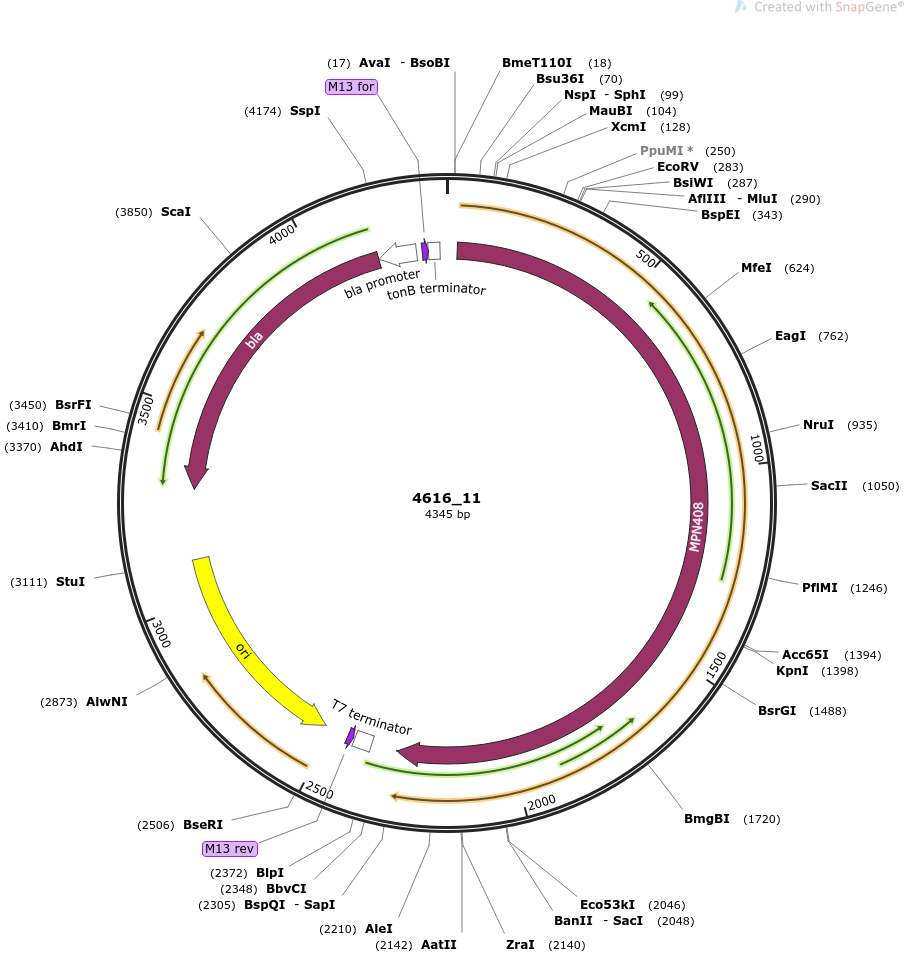 Created with SnapGene®
(17) AvaI - BsoBI
BmeT110I (18)
M13 for
Bsu36I (70)
NspI - SphI (99)
(4174) SspI
MauBI (104)
XcmI (128)
PpuMI * (250)
EcoRV (283)
BsiWI (287)
AflIII - MluI (290)
(3850) ScaI
BspEI (343)
4000
500
MfeI (624)
bla promoter
tonB terminator
bla
EagI (762)
(3450) BsrFI
3500
(3410) BmrI
NruI (935)
(3370) AhdI
1000
SacII (1050)
4616_11
4345 bp
MPN408
(3111) StuI
PflMI (1246)
3000
ori
Acc65I (1394)
KpnI (1398)
1500
(2873) AlwNI
BsrGI (1488)
T7 terminator
2500
2000
(2506) BseRI
BmgBI (1720)
M13 rev
(2372) BlpI
(2348) BbvCI
(2305) BspQI - SapI
Eco53kI (2046)
BanII - SacI (2048)
(2210) AleI
(2142) AatII
ZraI (2140)